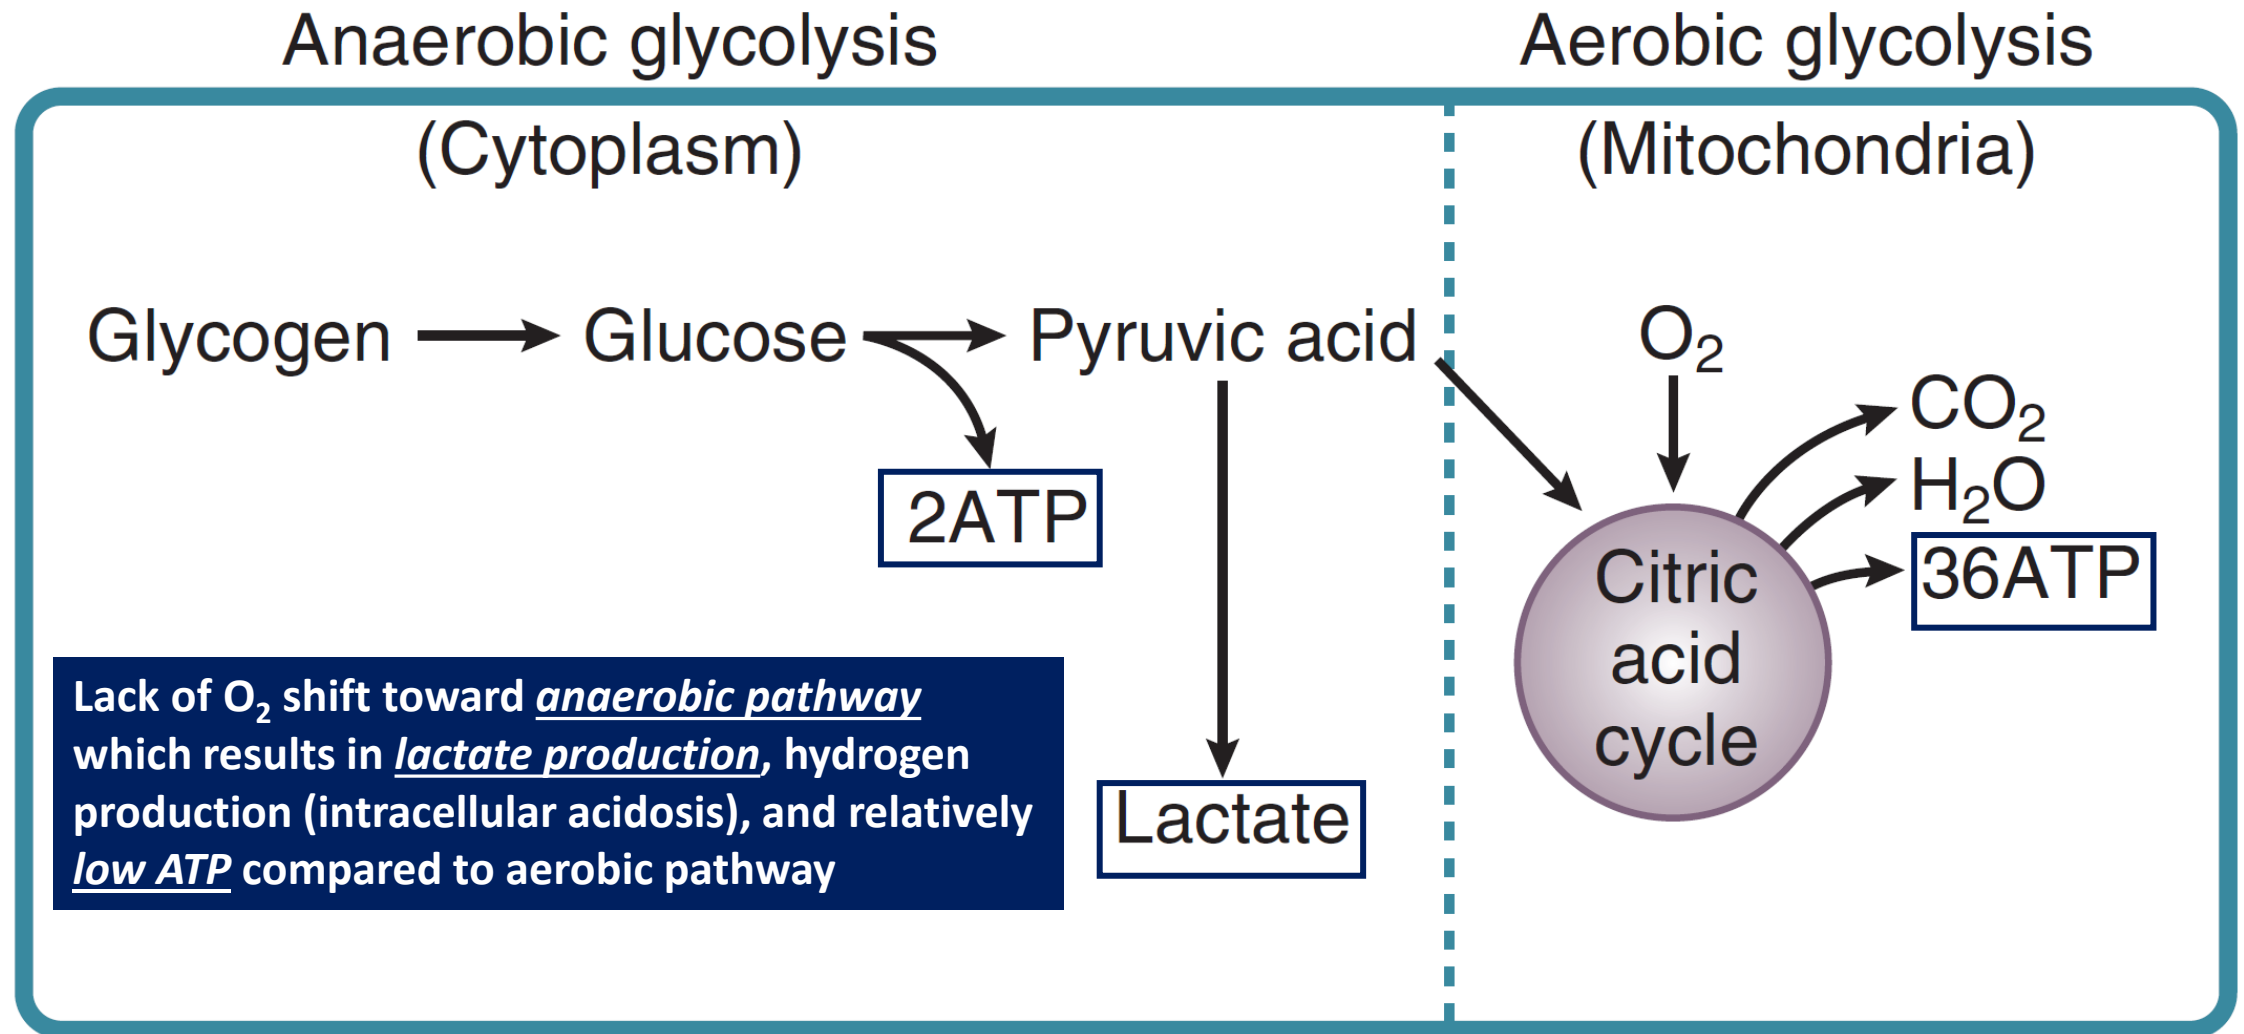 Anaerobic glycolysis
Aerobic glycolysis
(Cytoplasm)
(Mitochondria)
Glycogen
Glucose
Pyruvic acid
O₂
CO₂
H₂O
2ATP
36ATP
Citric
acid
cycle
Lack of O₂ shift toward anaerobic pathway
which results in lactate production, hydrogen
production (intracellular acidosis), and relatively
low ATP compared to aerobic pathway
Lactate